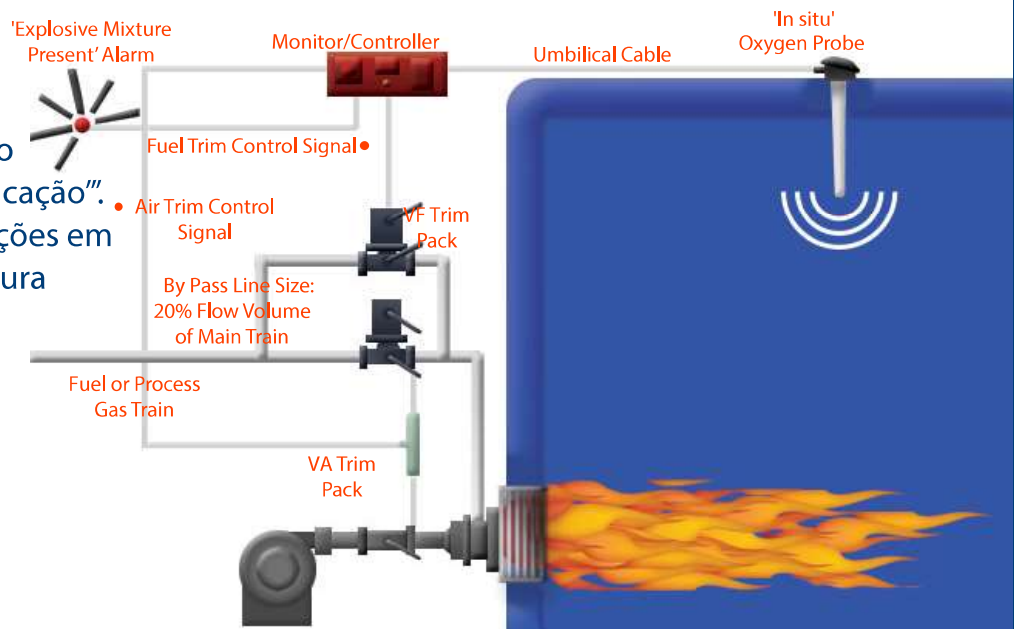 'Explosive Mixture
Present' Alarm
Monitor/Controller
Umbilical Cable
'In situ'
Oxygen Probe
Fuel Trim Control Signal •
o
cação”’.
ções em
ura
• Air Trim Control
Signal
VF Trim
Pack
By Pass Line Size:
20% Flow Volume
of Main Train
Fuel or Process
Gas Train
VA Trim
Pack